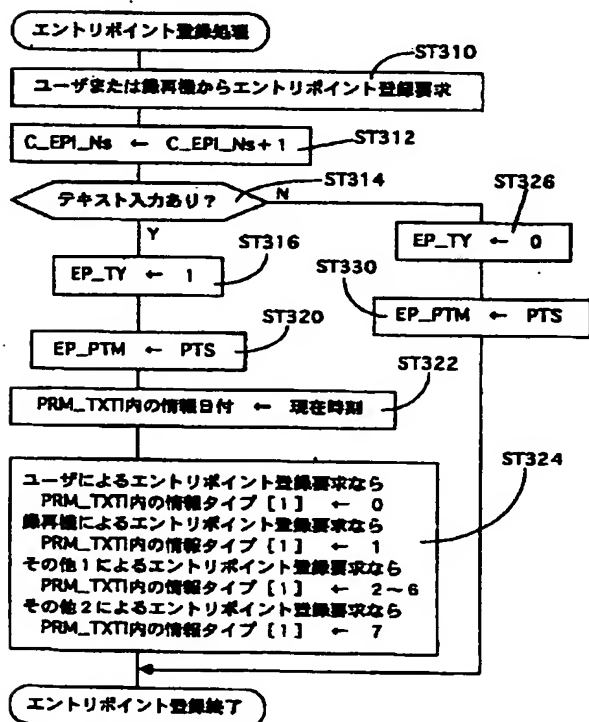 エントリポイント登録処理
ST310
ユーザまたは録再機からエントリポイント登録要求
C_EPI_Ns ← C_EPI_Ns+1
ST312
テキスト入力あり?
ST314
N
Y
ST326
EP_TY ← 0
ST316
EP_TY ← 1
ST330
EP_PTM ← PTS
ST320
EP_PTM ← PTS
ST322
PRM_TXTI内の情報日付 ← 現在時刻
ST324
ユーザによるエントリポイント登録要求なら
PRM_TXTI内の情報タイプ [1] ← 0
録再機によるエントリポイント登録要求なら
PRM_TXTI内の情報タイプ [1] ← 1
その他1によるエントリポイント登録要求なら
PRM_TXTI内の情報タイプ [1] ← 2~6
その他2によるエントリポイント登録要求なら
PRM_TXTI内の情報タイプ [1] ← 7
エントリポイント登録終了